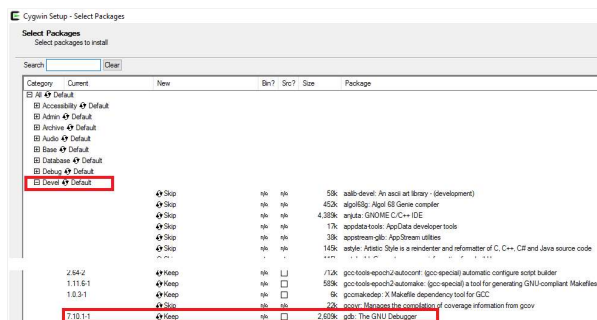 Cygwin Setup - Select Packages
Select Packages
Select packages to install
Search Clear
Category Current New Bin? Src? Size Package
All Default
Accessibility Default
Admin Default
Archive Default
Audio Default
Base Default
Database Default
Debug Default
Devel Default
Skip n/a n/a 58k aalib-devel: An ascii art library - (development)
Skip n/a n/a 452k algol68g: Algol 68 Genie compiler
Skip n/a n/a 4,389k anjuta: GNOME C/C++ IDE
Skip n/a n/a 17k appdata-tools: AppData developer tools
Skip n/a n/a 38k appstream-glib: AppStream utilities
Skip n/a n/a 145k astyle: Artistic Style is a reindenter and reformatter of C, C++, C# and Java source code
2.64-2 Keep n/a 712k gcc-tools-epoch2-autoconf: (gcc-special) automatic configure script builder
1.11.6-1 Keep n/a 589k gcc-tools-epoch2-automake: (gcc-special) a tool for generating GNU-compliant Makefiles
1.0.3-1 Keep n/a 6k gccmakedep: X Makefile dependency tool for GCC
Skip n/a n/a 22k gcovr: Manages the compilation of coverage information from gcov
7.10.1-1 Keep n/a 2,609k gdb: The GNU Debugger